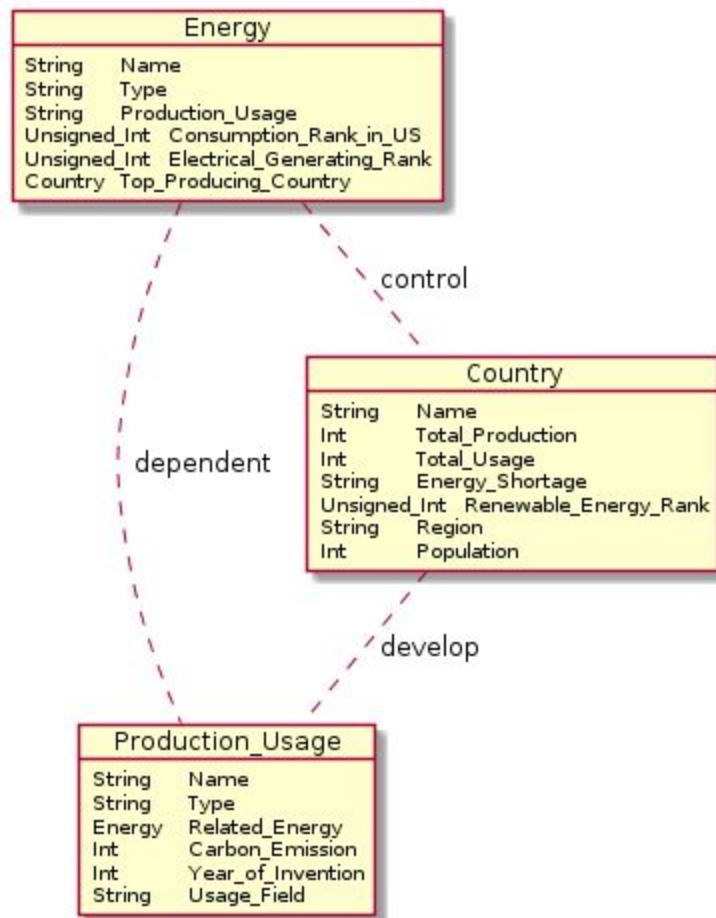 Energy
String Name
String Type
String Production_Usage
Unsigned_Int Consumption_Rank_in_US
Unsigned_Int Electrical_Generating_Rank
Country Top_Producing_Country
control
Country
String Name
Int Total_Production
Int Total_Usage
String Energy_Shortage
Unsigned_Int Renewable_Energy_Rank
String Region
Int Population
dependent
develop
Production_Usage
String Name
String Type
Energy Related_Energy
Int Carbon_Emission
Int Year_of_Invention
String Usage_Field